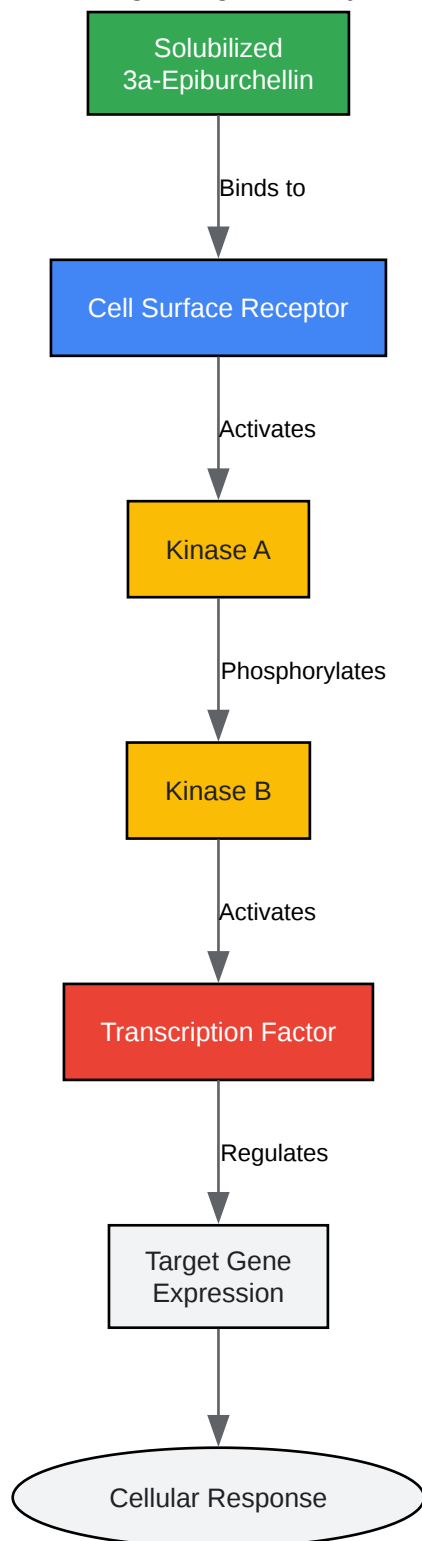 Solubilized
3a-Epiburchellin
Binds to
Cell Surface Receptor
Activates
Kinase A
Phosphorylates
Kinase B
Activates
Transcription Factor
Regulates
Target Gene
Expression
Cellular Response